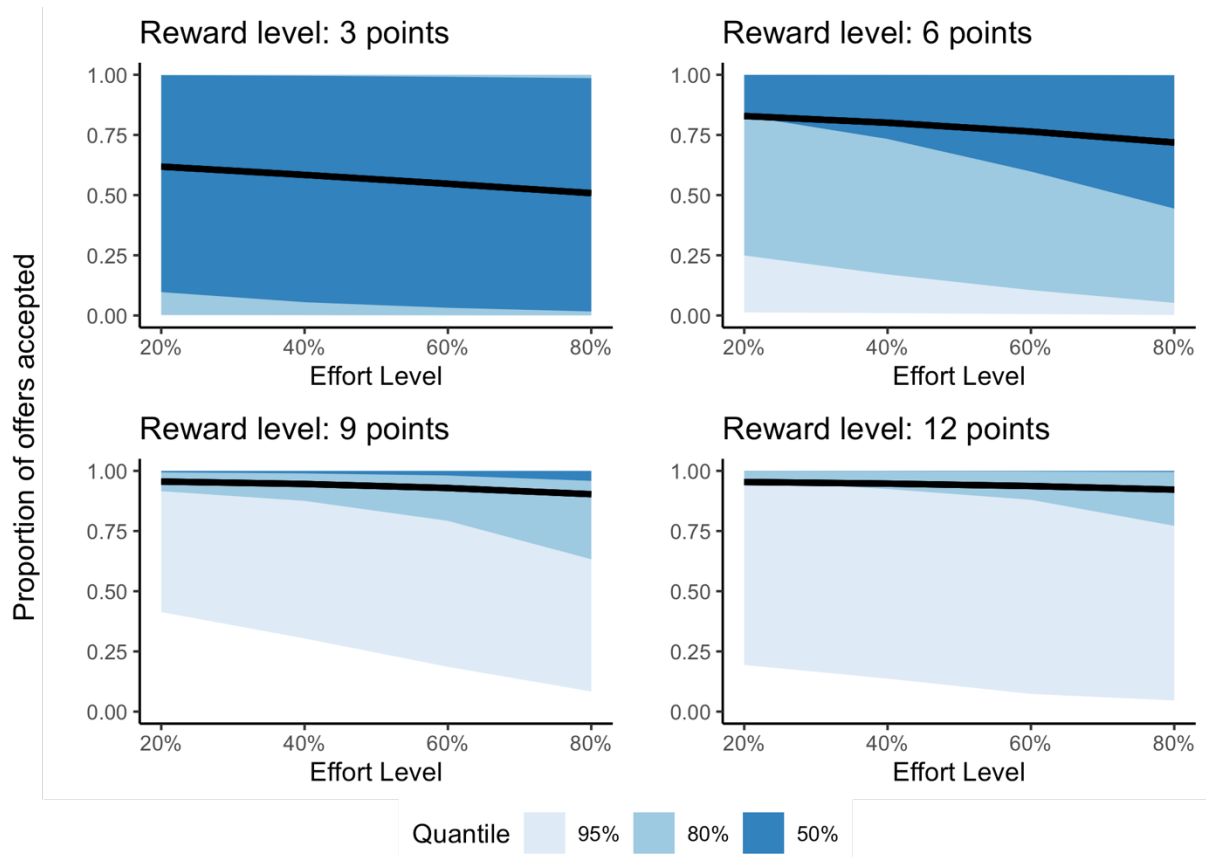 Proportion of offers accepted
Reward level: 3 points
1.00
0.75
0.50
0.25
0.00
20% 40% 60% 80%
Effort Level
Reward level: 6 points
1.00
0.75
0.50
0.25
0.00
20% 40% 60% 80%
Effort Level
Reward level: 9 points
1.00
0.75
0.50
0.25
0.00
20% 40% 60% 80%
Effort Level
Reward level: 12 points
1.00
0.75
0.50
0.25
0.00
20% 40% 60% 80%
Effort Level
Quantile 95% 80% 50%